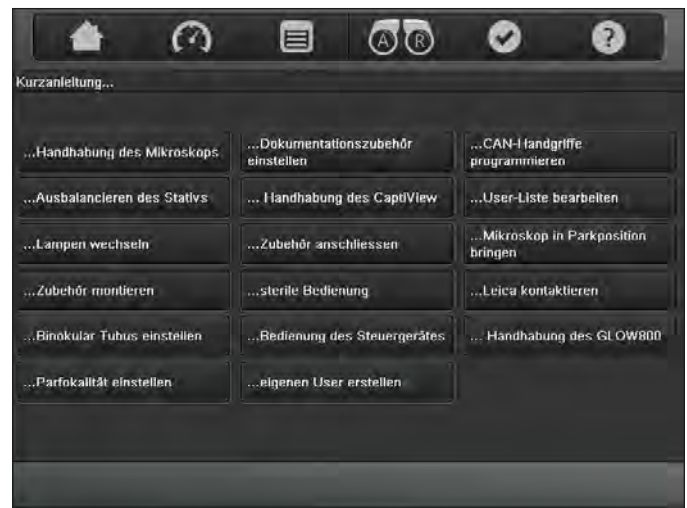 A R ?
Kurzanleitung...
...Handhabung des Mikroskops
...Dokumentationszubehör
einstellen
...CAN-Handgriffe
programmieren
...Ausbalancieren des Stativs
... Handhabung des CaptiView
...User-Liste bearbeiten
...Lampen wechseln
...Zubehör anschliessen
...Mikroskop in Parkposition
bringen
...Zubehör montieren
...sterile Bedienung
...Leica kontaktieren
...Binokular Tubus einstellen
...Bedienung des Steuergerätes
... Handhabung des GLOW800
...Parfokalität einstellen
...eigenen User erstellen